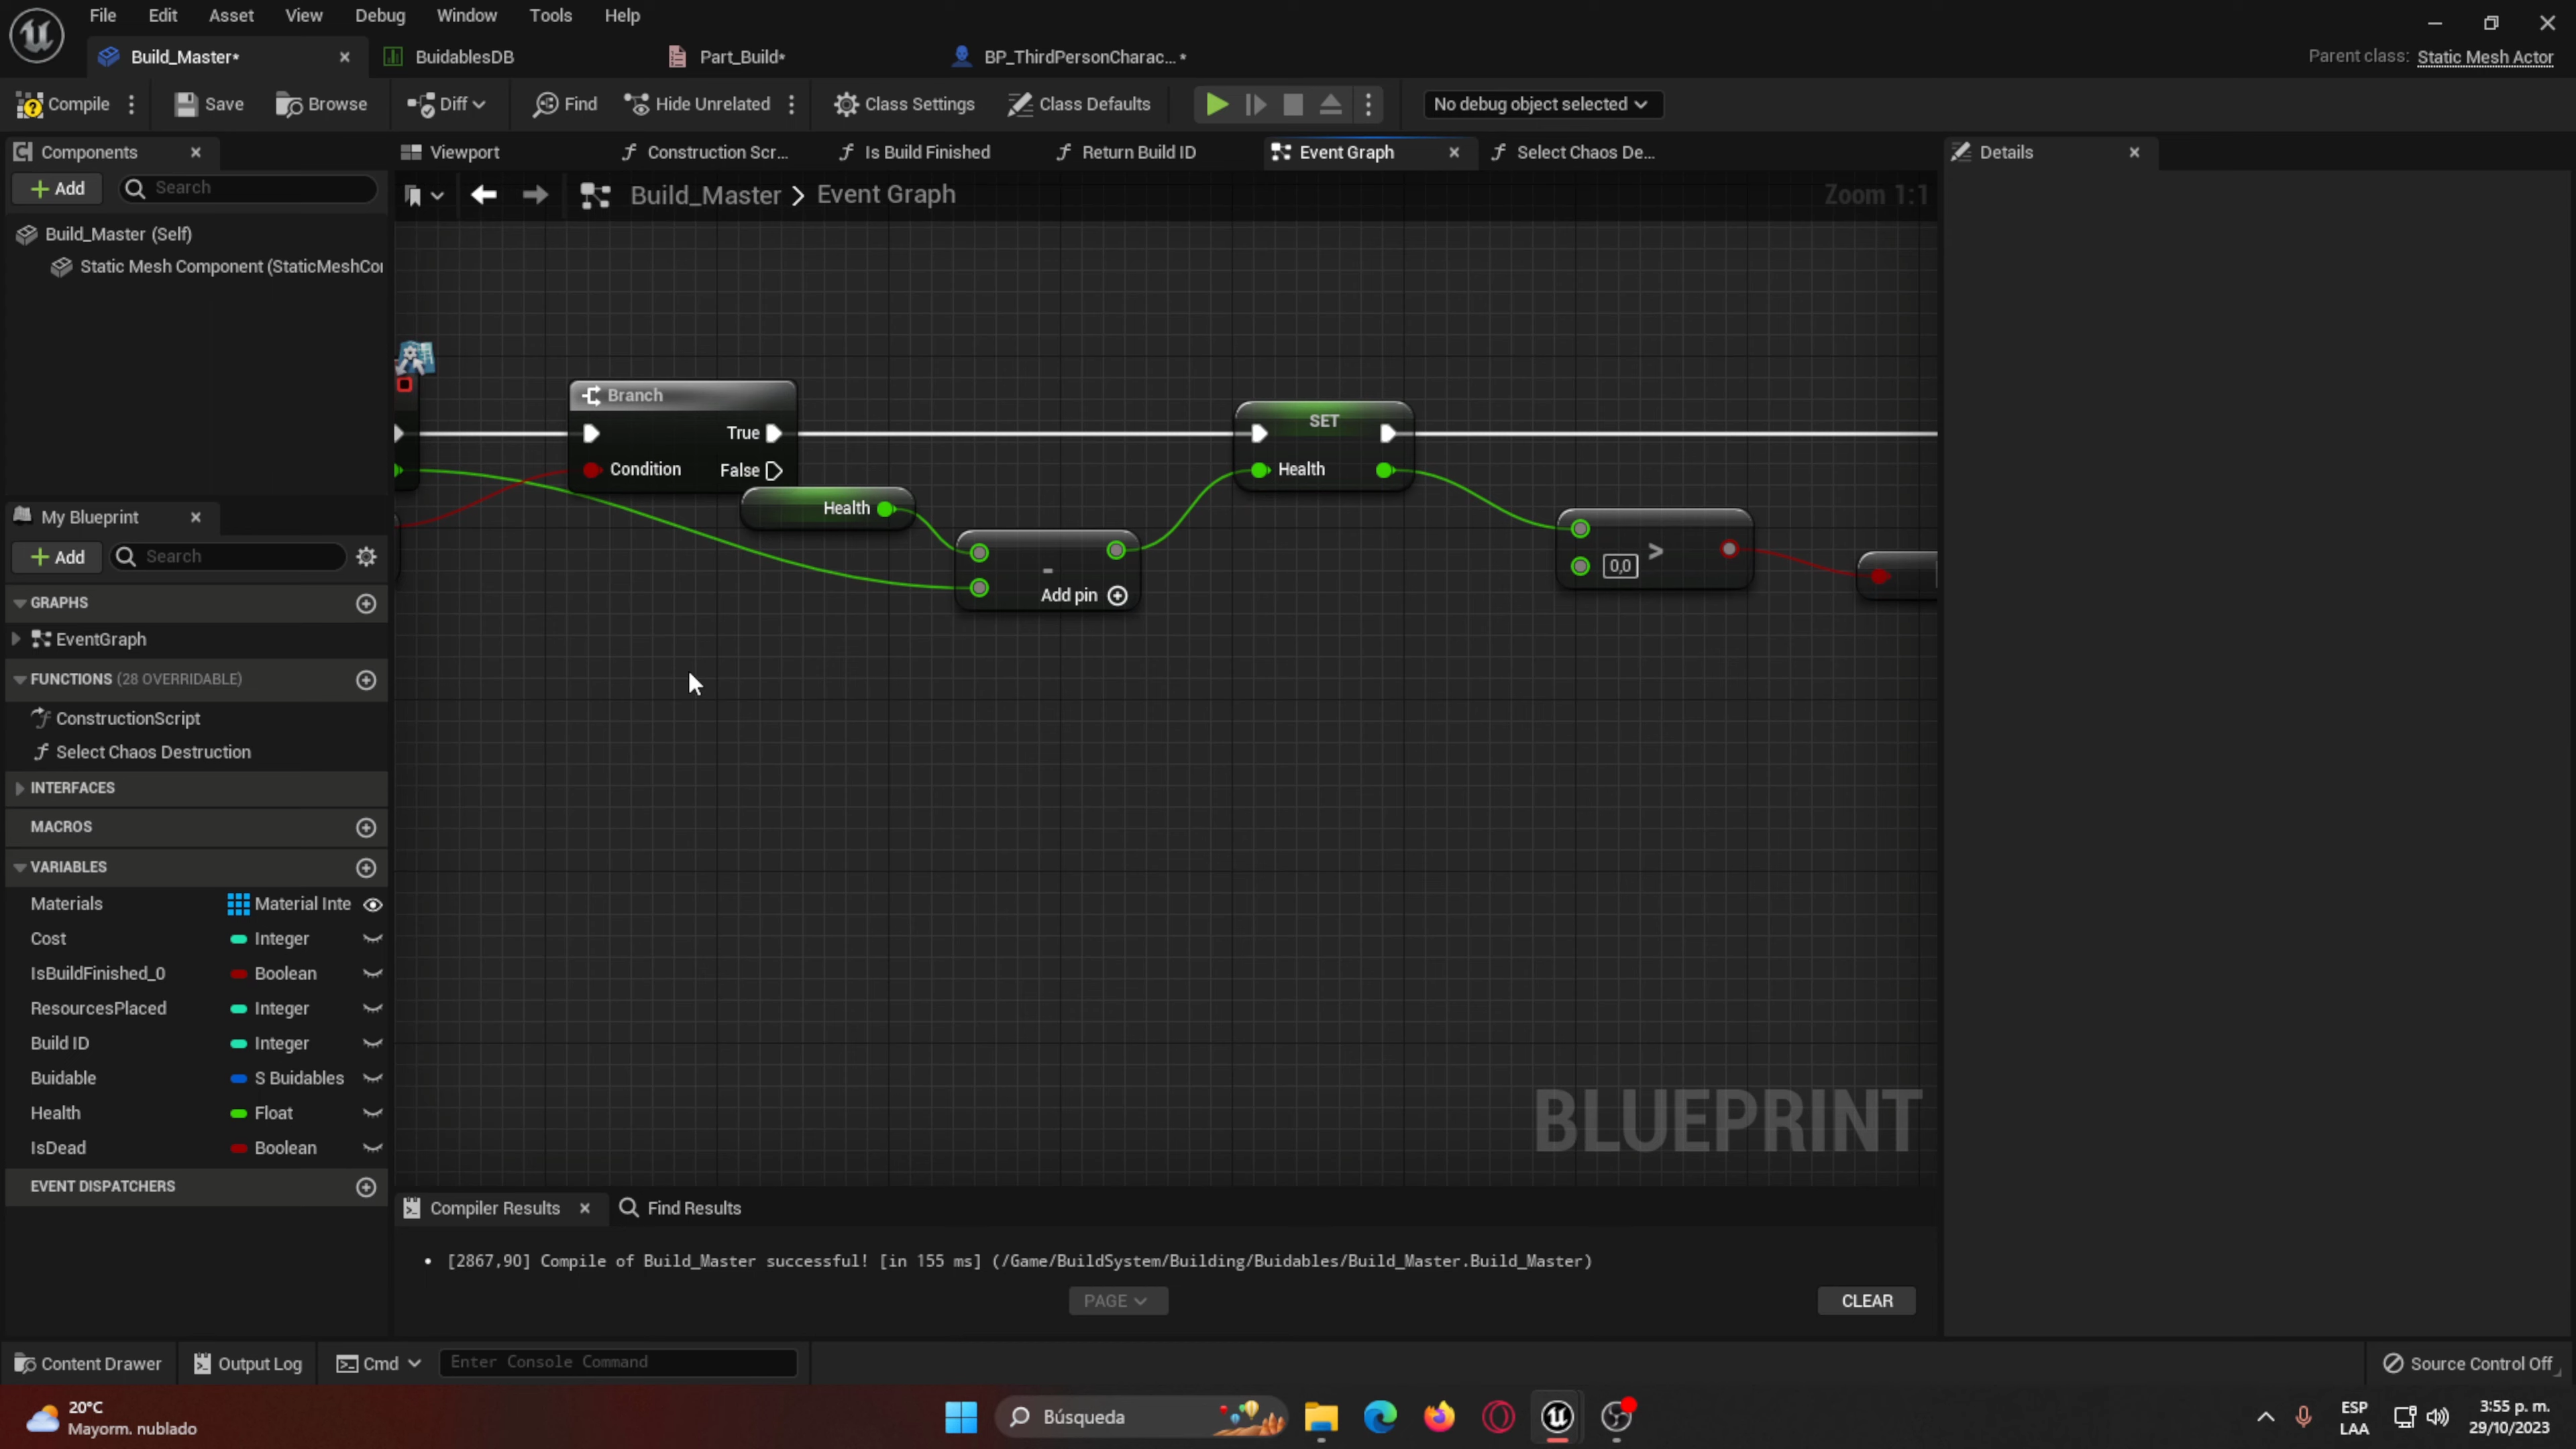 File Edit Asset View Debug Window Tools Help
Build_Master* BuidablesDB Part_Build* BP_ThirdPersonCharac... * Parent class: Static Mesh Actor
Compile Save Browse Diff Find Hide Unrelated Class Settings Class Defaults No debug object selected
Components Viewport Construction Scr... Is Build Finished Return Build ID Event Graph Select Chaos De... Details
Add Search Build_Master > Event Graph Zoom 1:1
Build_Master (Self)
Static Mesh Component (StaticMeshCor
Branch
True
Condition False
Health
-
Add pin
SET
Health
0,0 >
My Blueprint
Add Search
GRAPHS
EventGraph
FUNCTIONS (28 OVERRIDABLE)
ConstructionScript
Select Chaos Destruction
INTERFACES
MACROS
VARIABLES
Materials Material Inte
Cost Integer
IsBuildFinished_0 Boolean
ResourcesPlaced Integer
Build ID Integer
Buidable S Buidables
Health Float
IsDead Boolean
EVENT DISPATCHERS
BLUEPRINT
Compiler Results Find Results
• [2867,90] Compile of Build_Master successful! [in 155 ms] (/Game/BuildSystem/Building/Buidables/Build_Master.Build_Master)
PAGE CLEAR
Content Drawer Output Log Cmd Enter Console Command Source Control Off
20°C
Mayorm. nublado
Búsqueda
ESP
LAA
3:55 p. m.
29/10/2023